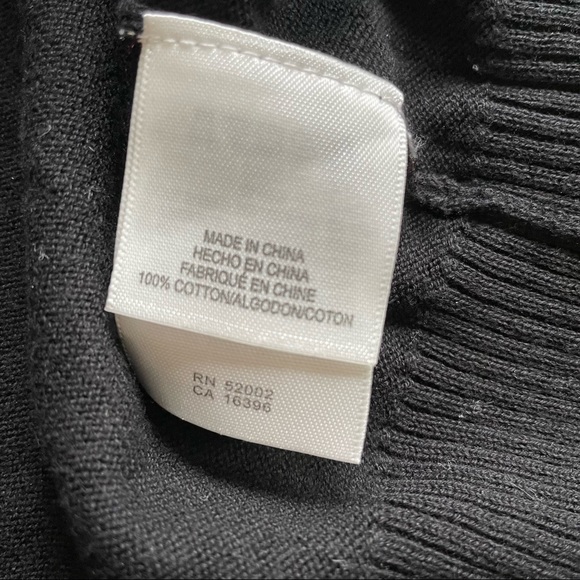 MADE IN CHINA
HECHO EN CHINA
FABRIQUÉ EN CHINE
100% COTTON/ALGODON/COTON
RN 52002
CA 16396